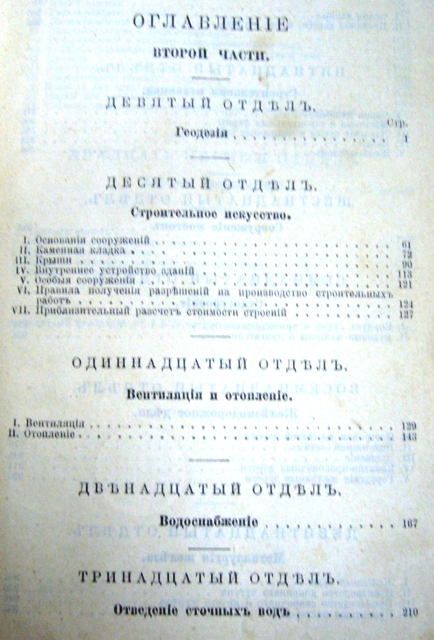 ОГЛАВЛЕНІЕ
ВТОРОЙ ЧАСТИ.
ДЕВЯТЫЙ ОТДѢЛЪ.
Стр.
Геодезія 1
ДЕСЯТЫЙ ОТДѢЛЪ.
Строительное искусство.
I. Основанія сооруженій 61
II. Каменная кладка 72
III. Крыши 90
IV. Внутреннее устройство зданій 113
V. Особыя сооруженія 121
VI. Правила полученія разрѣшеній на производство строительныхъ
работъ 124
VII. Приблизительный разсчетъ стоимости строеній 127
ОДИННАДЦАТЫЙ ОТДѢЛЪ.
Вентиляція и отопленіе.
I. Вентиляція 129
II. Отопленіе 143
ДВѢНАДЦАТЫЙ ОТДѢЛЪ.
Водоснабженіе 167
ТРИНАДЦАТЫЙ ОТДѢЛЪ.
Отведеніе сточныхъ водъ 210